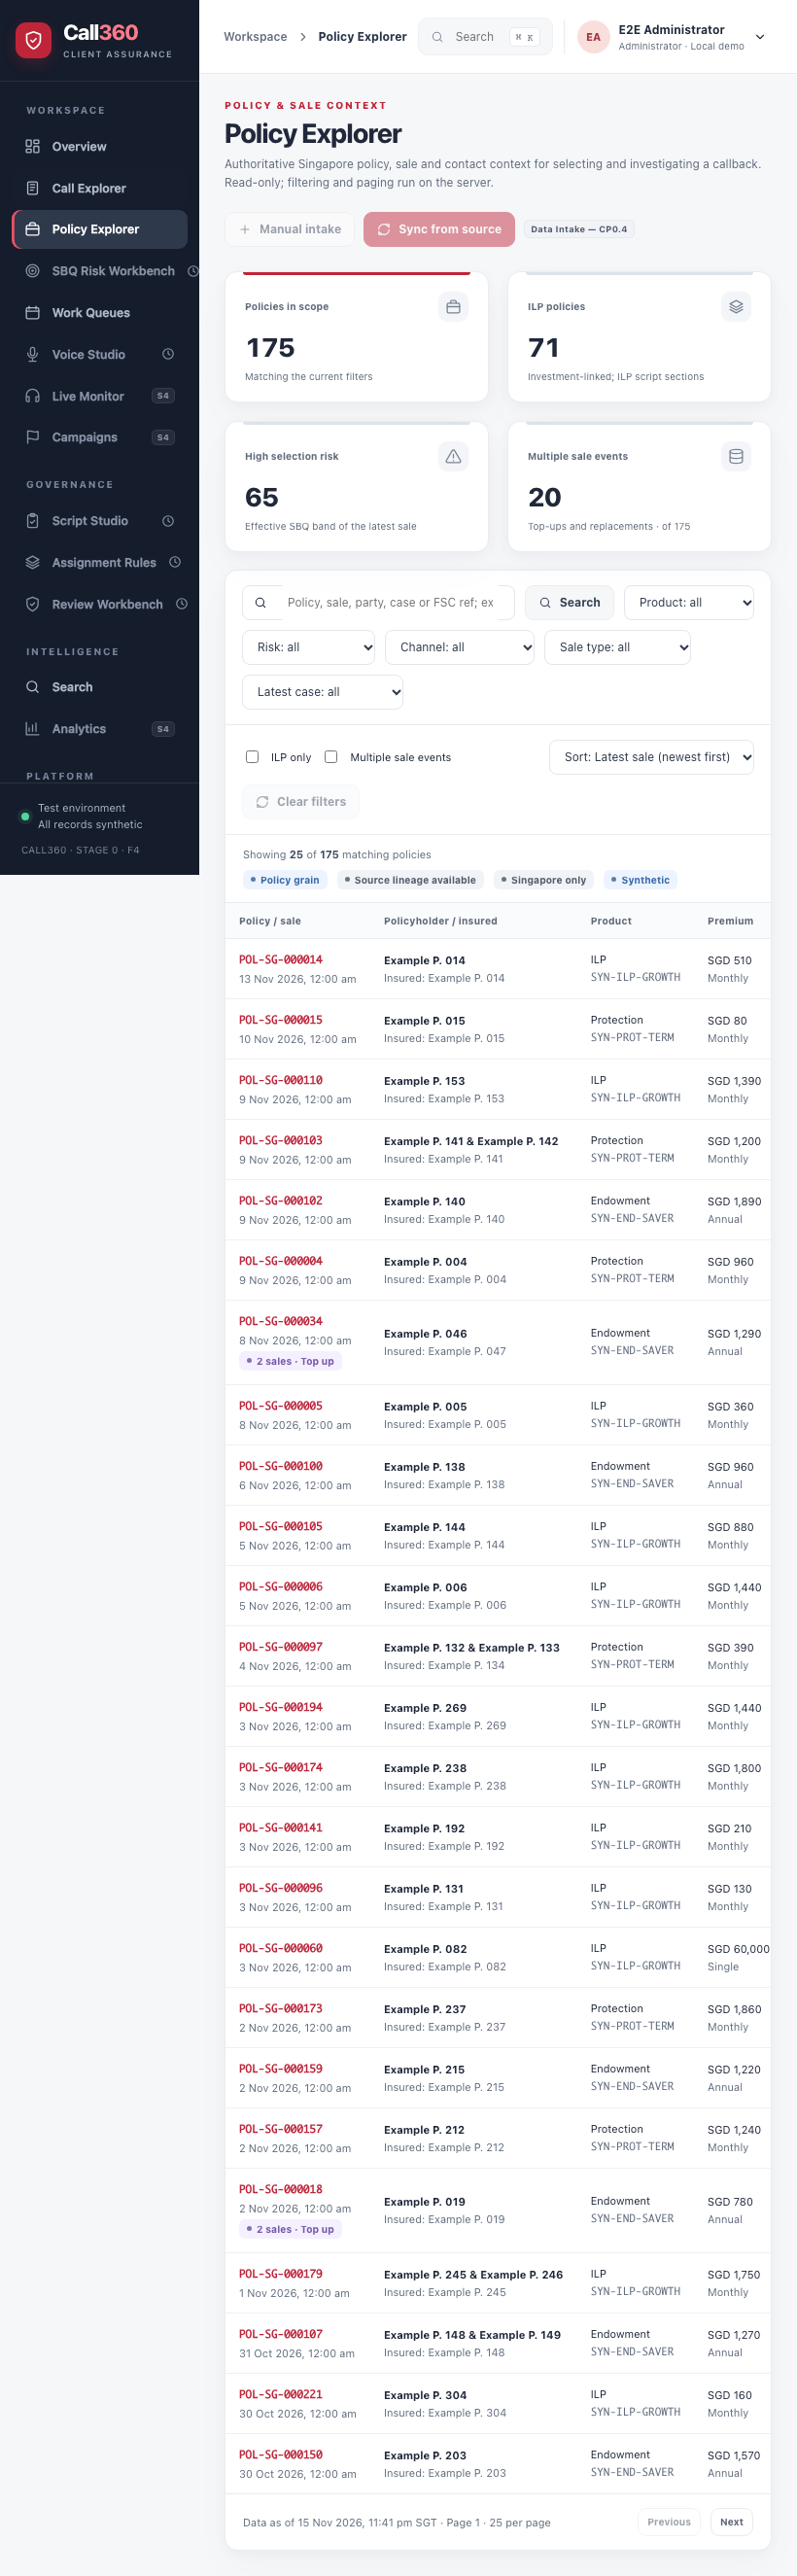 Call360
CLIENT ASSURANCE
WORKSPACE
Overview
Call Explorer
Policy Explorer
SBQ Risk Workbench
Work Queues
Voice Studio
Live Monitor S4
Campaigns S4
GOVERNANCE
Script Studio
Assignment Rules
Review Workbench
INTELLIGENCE
Search
Analytics S4
PLATFORM
Test environment
All records synthetic
CALL360 · STAGE 0 · F4
Workspace > Policy Explorer
Search ⌘ K
EA
E2E Administrator
Administrator · Local demo
POLICY & SALE CONTEXT
Policy Explorer
Authoritative Singapore policy, sale and contact context for selecting and investigating a callback.
Read-only; filtering and paging run on the server.
Manual intake
Sync from source
Data Intake — CP0.4
Policies in scope
175
Matching the current filters
ILP policies
71
Investment-linked; ILP script sections
High selection risk
65
Effective SBQ band of the latest sale
Multiple sale events
20
Top-ups and replacements · of 175
Policy, sale, party, case or FSC ref; ex
Search
Product: all
Risk: all
Channel: all
Sale type: all
Latest case: all
ILP only
Multiple sale events
Sort: Latest sale (newest first)
Clear filters
Showing 25 of 175 matching policies
Policy grain
Source lineage available
Singapore only
Synthetic
Policy / sale Policyholder / insured Product Premium
POL-SG-000014 Example P. 014 ILP SGD 510
13 Nov 2026, 12:00 am Insured: Example P. 014 SYN-ILP-GROWTH Monthly
POL-SG-000015 Example P. 015 Protection SGD 80
10 Nov 2026, 12:00 am Insured: Example P. 015 SYN-PROT-TERM Monthly
POL-SG-000110 Example P. 153 ILP SGD 1,390
9 Nov 2026, 12:00 am Insured: Example P. 153 SYN-ILP-GROWTH Monthly
POL-SG-000103 Example P. 141 & Example P. 142 Protection SGD 1,200
9 Nov 2026, 12:00 am Insured: Example P. 141 SYN-PROT-TERM Monthly
POL-SG-000102 Example P. 140 Endowment SGD 1,890
9 Nov 2026, 12:00 am Insured: Example P. 140 SYN-END-SAVER Annual
POL-SG-000004 Example P. 004 Protection SGD 960
9 Nov 2026, 12:00 am Insured: Example P. 004 SYN-PROT-TERM Monthly
POL-SG-000034 Example P. 046 Endowment SGD 1,290
8 Nov 2026, 12:00 am Insured: Example P. 047 SYN-END-SAVER Annual
2 sales · Top up
POL-SG-000005 Example P. 005 ILP SGD 360
8 Nov 2026, 12:00 am Insured: Example P. 005 SYN-ILP-GROWTH Monthly
POL-SG-000100 Example P. 138 Endowment SGD 960
6 Nov 2026, 12:00 am Insured: Example P. 138 SYN-END-SAVER Annual
POL-SG-000105 Example P. 144 ILP SGD 880
5 Nov 2026, 12:00 am Insured: Example P. 144 SYN-ILP-GROWTH Monthly
POL-SG-000006 Example P. 006 ILP SGD 1,440
5 Nov 2026, 12:00 am Insured: Example P. 006 SYN-ILP-GROWTH Monthly
POL-SG-000097 Example P. 132 & Example P. 133 Protection SGD 390
4 Nov 2026, 12:00 am Insured: Example P. 134 SYN-PROT-TERM Monthly
POL-SG-000194 Example P. 269 ILP SGD 1,440
3 Nov 2026, 12:00 am Insured: Example P. 269 SYN-ILP-GROWTH Monthly
POL-SG-000174 Example P. 238 ILP SGD 1,800
3 Nov 2026, 12:00 am Insured: Example P. 238 SYN-ILP-GROWTH Monthly
POL-SG-000141 Example P. 192 ILP SGD 210
3 Nov 2026, 12:00 am Insured: Example P. 192 SYN-ILP-GROWTH Monthly
POL-SG-000096 Example P. 131 ILP SGD 130
3 Nov 2026, 12:00 am Insured: Example P. 131 SYN-ILP-GROWTH Monthly
POL-SG-000060 Example P. 082 ILP SGD 60,000
3 Nov 2026, 12:00 am Insured: Example P. 082 SYN-ILP-GROWTH Single
POL-SG-000173 Example P. 237 Protection SGD 1,860
2 Nov 2026, 12:00 am Insured: Example P. 237 SYN-PROT-TERM Monthly
POL-SG-000159 Example P. 215 Endowment SGD 1,220
2 Nov 2026, 12:00 am Insured: Example P. 215 SYN-END-SAVER Annual
POL-SG-000157 Example P. 212 Protection SGD 1,240
2 Nov 2026, 12:00 am Insured: Example P. 212 SYN-PROT-TERM Monthly
POL-SG-000018 Example P. 019 Endowment SGD 780
2 Nov 2026, 12:00 am Insured: Example P. 019 SYN-END-SAVER Annual
2 sales · Top up
POL-SG-000179 Example P. 245 & Example P. 246 ILP SGD 1,750
1 Nov 2026, 12:00 am Insured: Example P. 245 SYN-ILP-GROWTH Monthly
POL-SG-000107 Example P. 148 & Example P. 149 Endowment SGD 1,270
31 Oct 2026, 12:00 am Insured: Example P. 148 SYN-END-SAVER Annual
POL-SG-000221 Example P. 304 ILP SGD 160
30 Oct 2026, 12:00 am Insured: Example P. 304 SYN-ILP-GROWTH Monthly
POL-SG-000150 Example P. 203 Endowment SGD 1,570
30 Oct 2026, 12:00 am Insured: Example P. 203 SYN-END-SAVER Annual
Data as of 15 Nov 2026, 11:41 pm SGT · Page 1 · 25 per page
Previous
Next